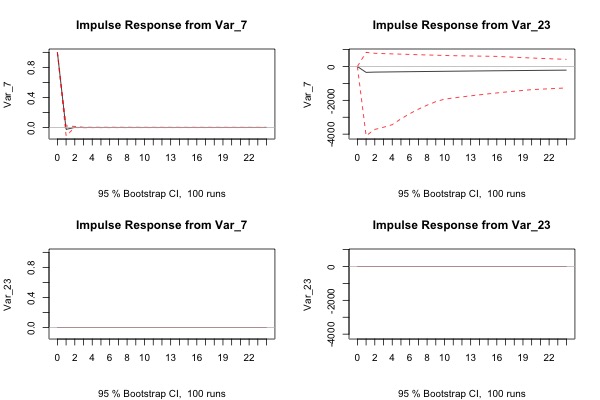 Impulse Response from Var_7
Var_7
0.0 0.4 0.8
0 2 4 6 8 10 13 16 19 22
95 % Bootstrap CI, 100 runs
Impulse Response from Var_23
Var_7
-4000 -2000 0
0 2 4 6 8 10 13 16 19 22
95 % Bootstrap CI, 100 runs
Impulse Response from Var_7
Var_23
0.0 0.4 0.8
0 2 4 6 8 10 13 16 19 22
95 % Bootstrap CI, 100 runs
Impulse Response from Var_23
Var_23
-4000 -2000 0
0 2 4 6 8 10 13 16 19 22
95 % Bootstrap CI, 100 runs